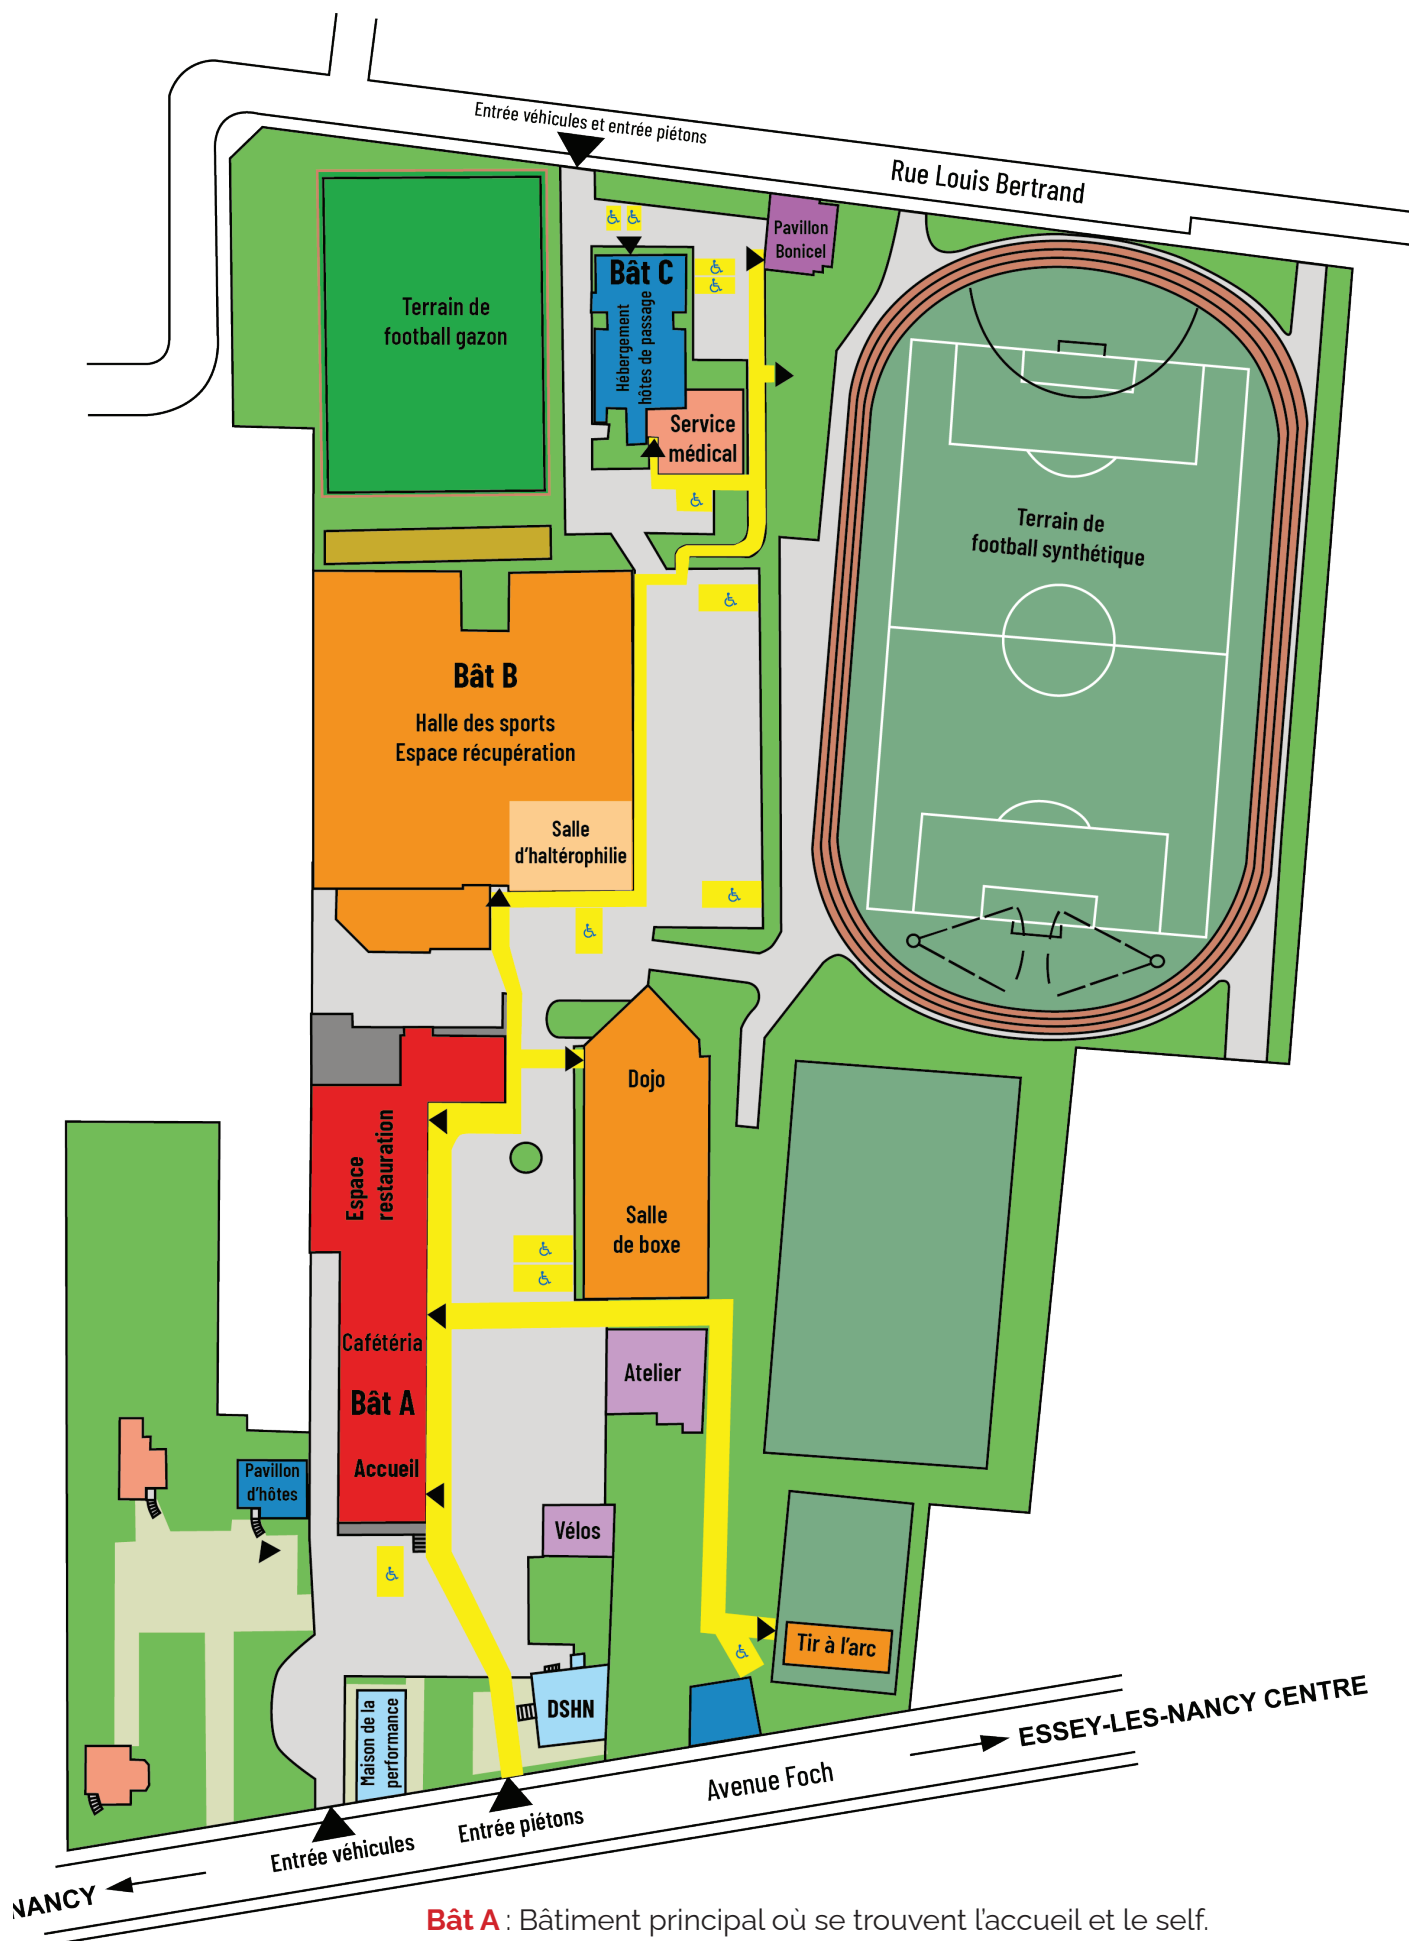 Entrée véhicules et entrée piétons
Rue Louis Bertrand
Pavillon
Bonicel
Bât C
Hébergement
hôtes de passage
Terrain de
football gazon
Service
médical
Terrain de
football synthétique
Bât B
Halle des sports
Espace récupération
Salle
d'haltérophilie
Dojo
Espace
restauration
Salle
de boxe
Cafétéria
Atelier
Bât A
Accueil
Pavillon
d'hôtes
Vélos
Tir à l'arc
DSHN
Maison de la
performance
ESSEY-LES-NANCY CENTRE
Avenue Foch
Entrée piétons
Entrée véhicules
NANCY
Bât A : Bâtiment principal où se trouvent l'accueil et le self.